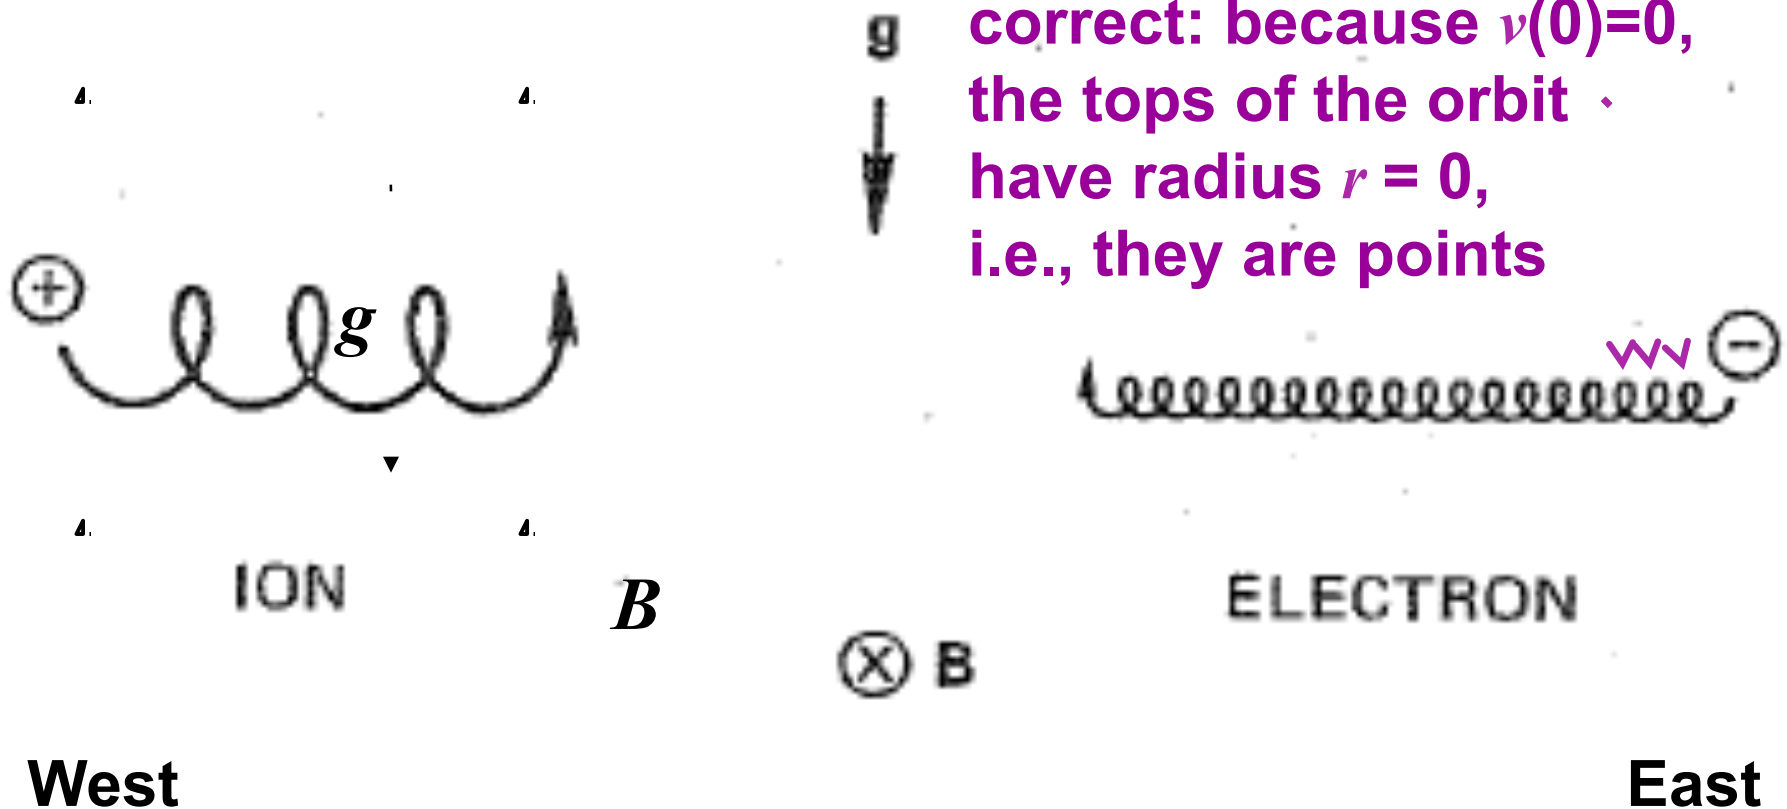 g
correct: because v(0)=0,
the tops of the orbit
have radius r = 0,
i.e., they are points
+
g
−
ION
B
ELECTRON
B
West
East